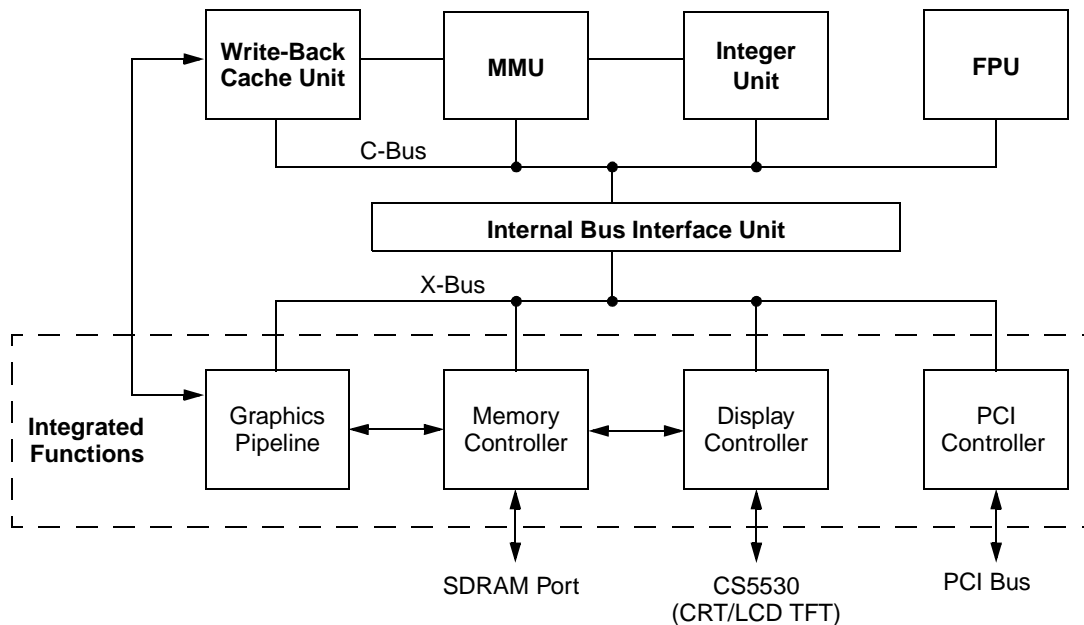 Write-Back
Cache Unit
MMU
Integer
Unit
FPU
C-Bus
Internal Bus Interface Unit
X-Bus
Integrated
Functions
Graphics
Pipeline
Memory
Controller
Display
Controller
PCI
Controller
SDRAM Port
CS5530
(CRT/LCD TFT)
PCI Bus